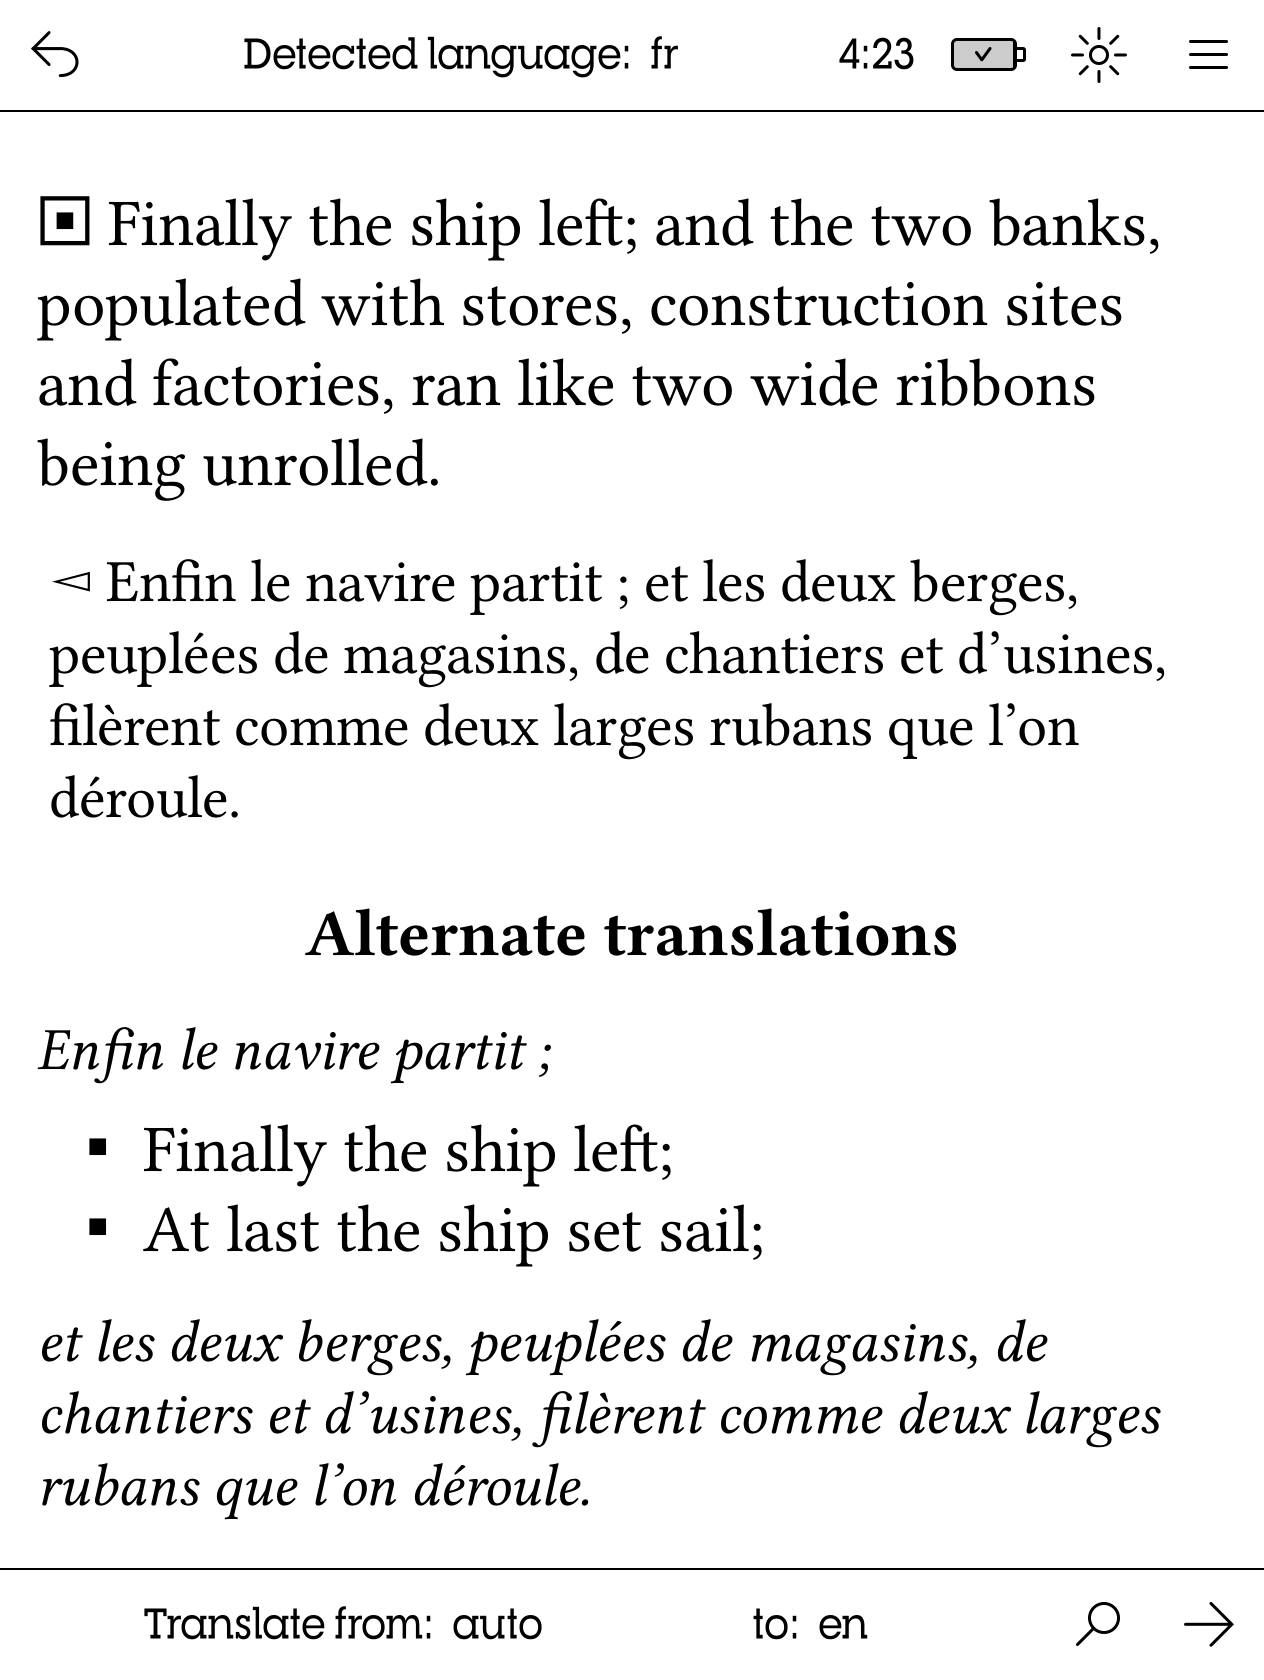 Detected language: fr 4:23
Finally the ship left; and the two banks,
populated with stores, construction sites
and factories, ran like two wide ribbons
being unrolled.
Enfin le navire partit ; et les deux berges,
peuplées de magasins, de chantiers et d’usines,
filèrent comme deux larges rubans que l’on
déroule.
Alternate translations
Enfin le navire partit ;
▪ Finally the ship left;
▪ At last the ship set sail;
et les deux berges, peuplées de magasins, de
chantiers et d’usines, filèrent comme deux larges
rubans que l’on déroule.
Translate from: auto to: en